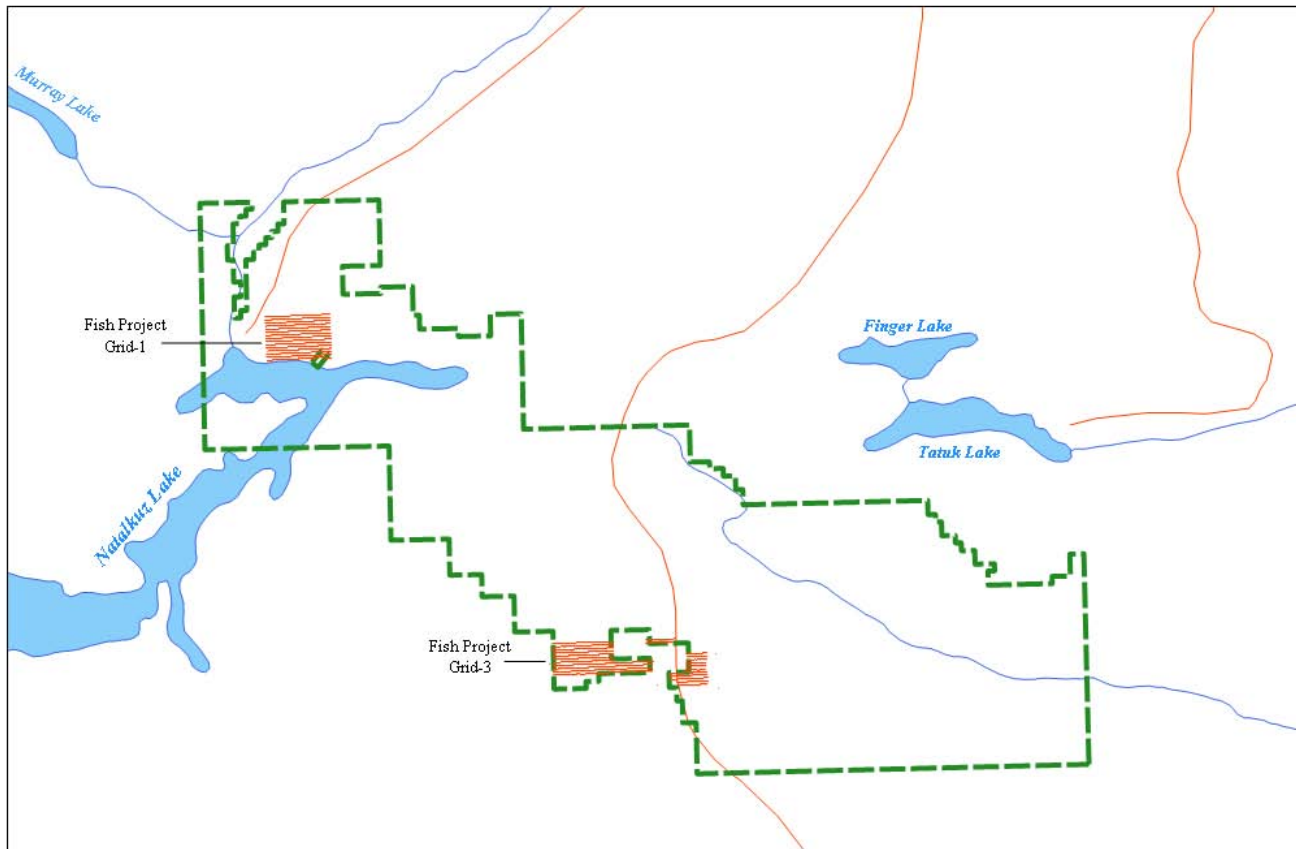 Murray Lake
Fish Project
Grid-1
Finger Lake
Tatuk Lake
Natalkuz Lake
Fish Project
Grid-3